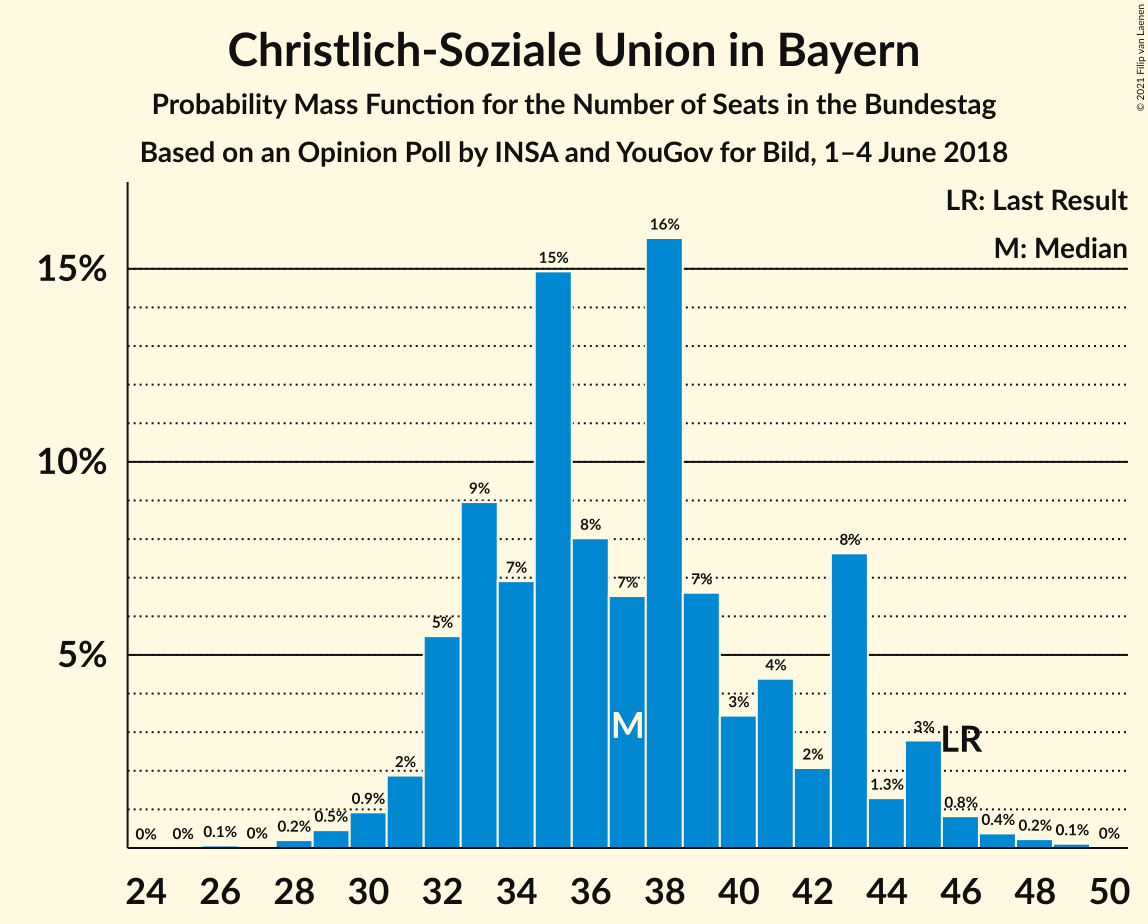 Christlich-Soziale Union in Bayern
Probability Mass Function for the Number of Seats in the Bundestag
Based on an Opinion Poll by INSA and YouGov for Bild, 1–4 June 2018
© 2021 Filip van Laenen
LR: Last Result
M: Median
15%
10%
5%
0% 0% 0.1% 0% 0.2% 0.5% 0.9% 2% 5% 9% 7% 15% 8% 7% 16% 7% 3% 4% 2% 8% 1.3% 3% 0.8% 0.4% 0.2% 0.1% 0%
M
LR
24 26 28 30 32 34 36 38 40 42 44 46 48 50